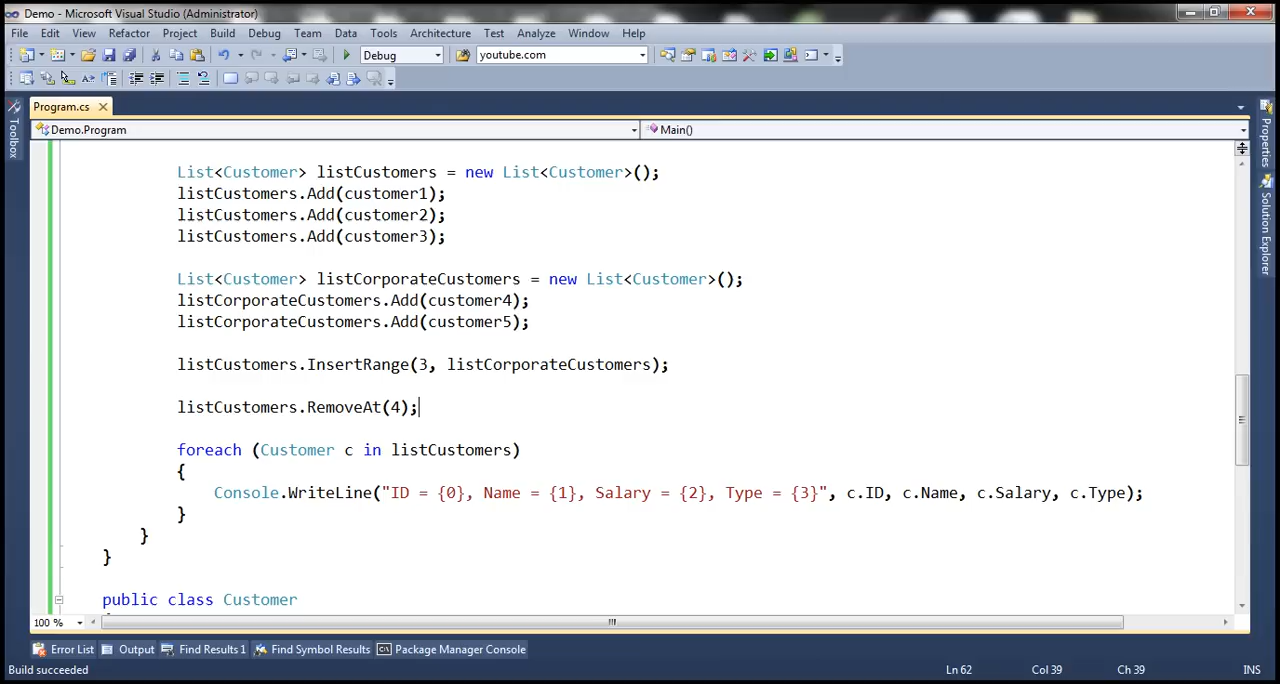 Demo - Microsoft Visual Studio (Administrator)
File Edit View Refactor Project Build Debug Team Data Tools Architecture Test Analyze Window Help
Debug youtube.com
Program.cs
Demo.Program Main()
Toolbox
Properties
Solution Explorer
List<Customer> listCustomers = new List<Customer>();
listCustomers.Add(customer1);
listCustomers.Add(customer2);
listCustomers.Add(customer3);
List<Customer> listCorporateCustomers = new List<Customer>();
listCorporateCustomers.Add(customer4);
listCorporateCustomers.Add(customer5);
listCustomers.InsertRange(3, listCorporateCustomers);
listCustomers.RemoveAt(4);
foreach (Customer c in listCustomers)
{
Console.WriteLine("ID = {0}, Name = {1}, Salary = {2}, Type = {3}", c.ID, c.Name, c.Salary, c.Type);
}
}
}
public class Customer
100 %
Error List Output Find Results 1 Find Symbol Results Package Manager Console
Build succeeded Ln 62 Col 39 Ch 39 INS